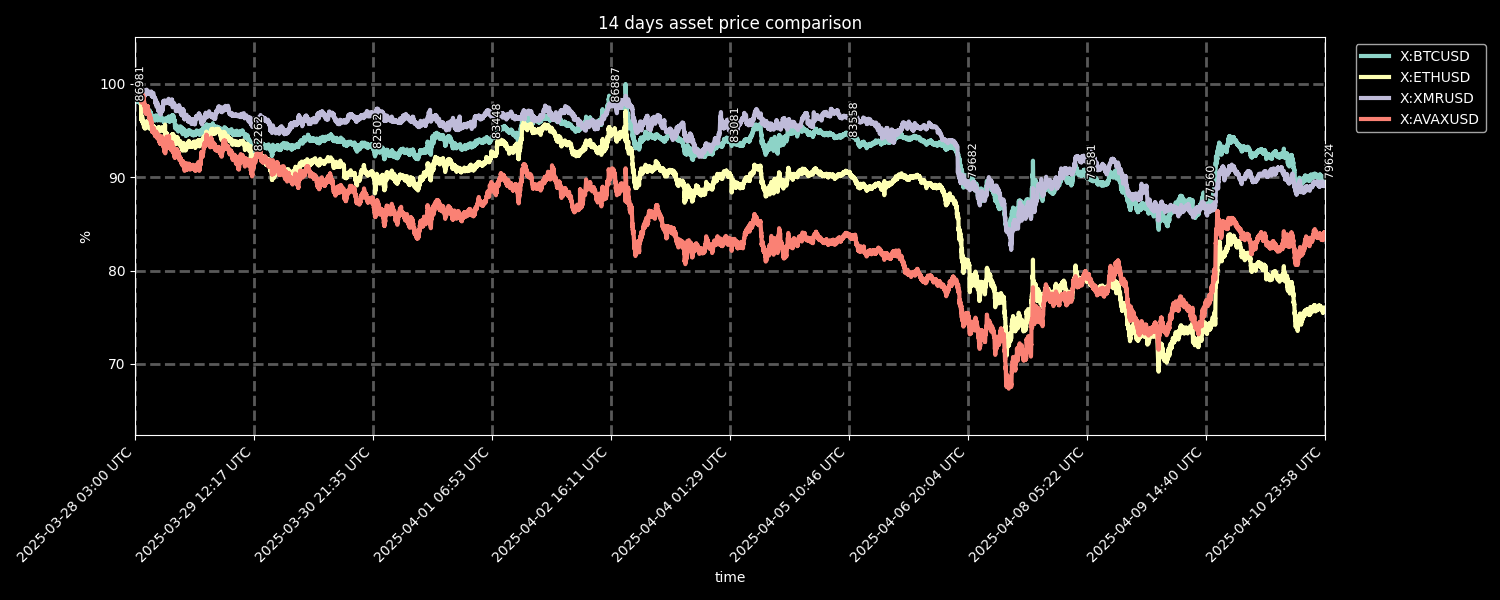 14 days asset price comparison
X:BTCUSD
X:ETHUSD
X:XMRUSD
X:AVAXUSD
100
90
80
70
%
86981
82262
82502
83448
86887
83081
83558
79682
79581
77560
79624
2025-03-28 03:00 UTC
2025-03-29 12:17 UTC
2025-03-30 21:35 UTC
2025-04-01 06:53 UTC
2025-04-02 16:11 UTC
2025-04-04 01:29 UTC
2025-04-05 10:46 UTC
2025-04-06 20:04 UTC
2025-04-08 05:22 UTC
2025-04-09 14:40 UTC
2025-04-10 23:58 UTC
time